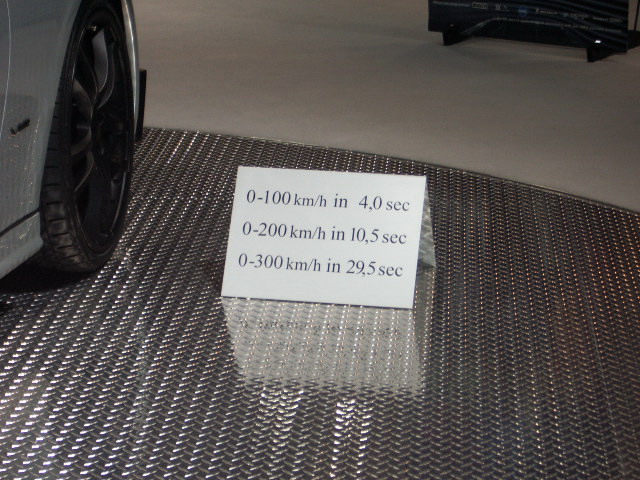 0-100 km/h in 4,0 sec
0-200 km/h in 10,5 sec
0-300 km/h in 29,5 sec